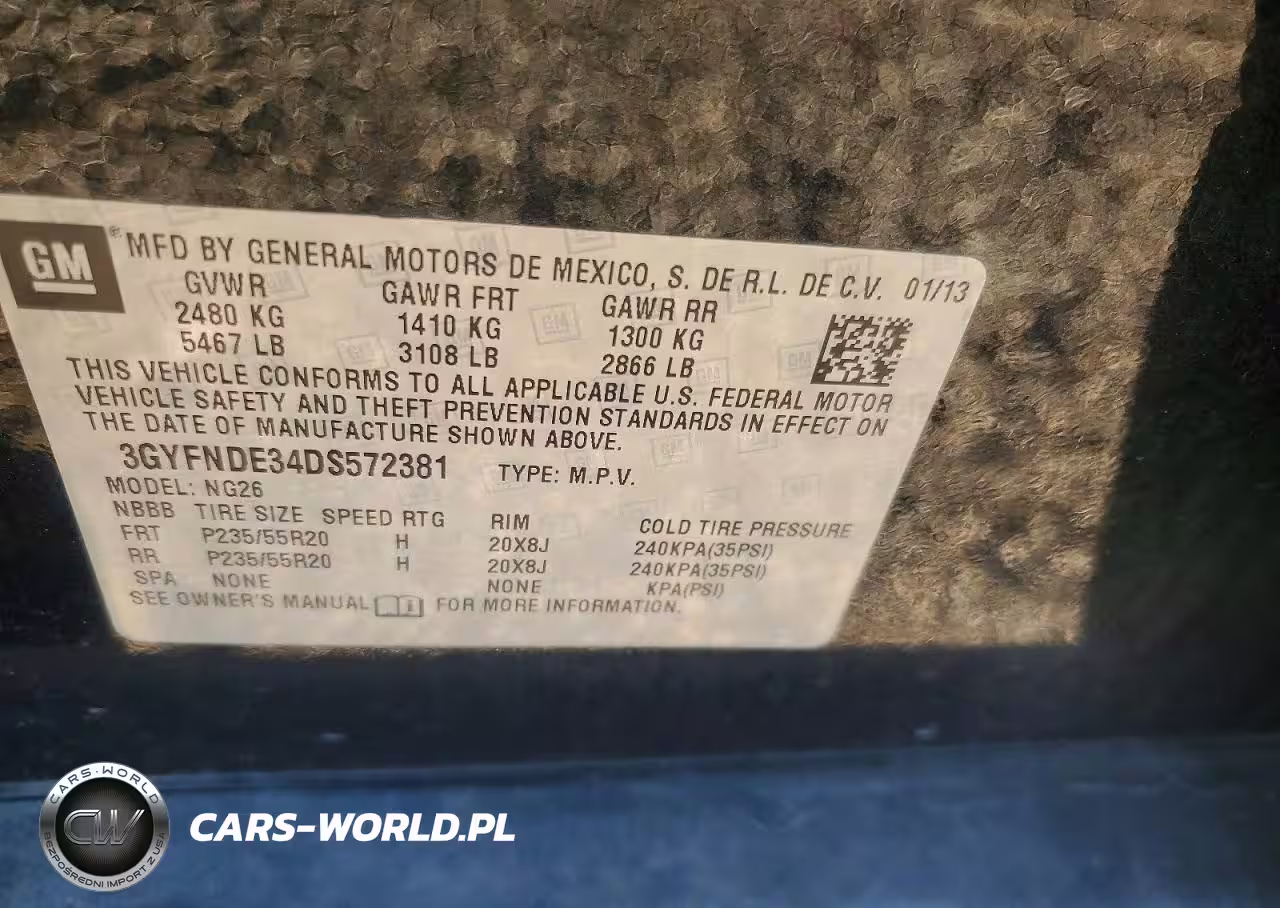 GM® MFD BY GENERAL MOTORS DE MEXICO, S. DE R.L. DE C.V. 01/13
GVWR GAWR FRT GAWR RR
2480 KG 1410 KG 1300 KG
5467 LB 3108 LB 2866 LB
THIS VEHICLE CONFORMS TO ALL APPLICABLE U.S. FEDERAL MOTOR
VEHICLE SAFETY AND THEFT PREVENTION STANDARDS IN EFFECT ON
THE DATE OF MANUFACTURE SHOWN ABOVE.
3GYFNDE34DS572381 TYPE: M.P.V.
MODEL: NG26
NBBB TIRE SIZE SPEED RTG RIM COLD TIRE PRESSURE
FRT P235/55R20 H 20X8J 240KPA(35PSI)
RR P235/55R20 H 20X8J 240KPA(35PSI)
SPA NONE NONE KPA(PSI)
SEE OWNER'S MANUAL FOR MORE INFORMATION.
CARS-WORLD
CW
BEZPOŚREDNI IMPORT Z USA
CARS-WORLD.PL